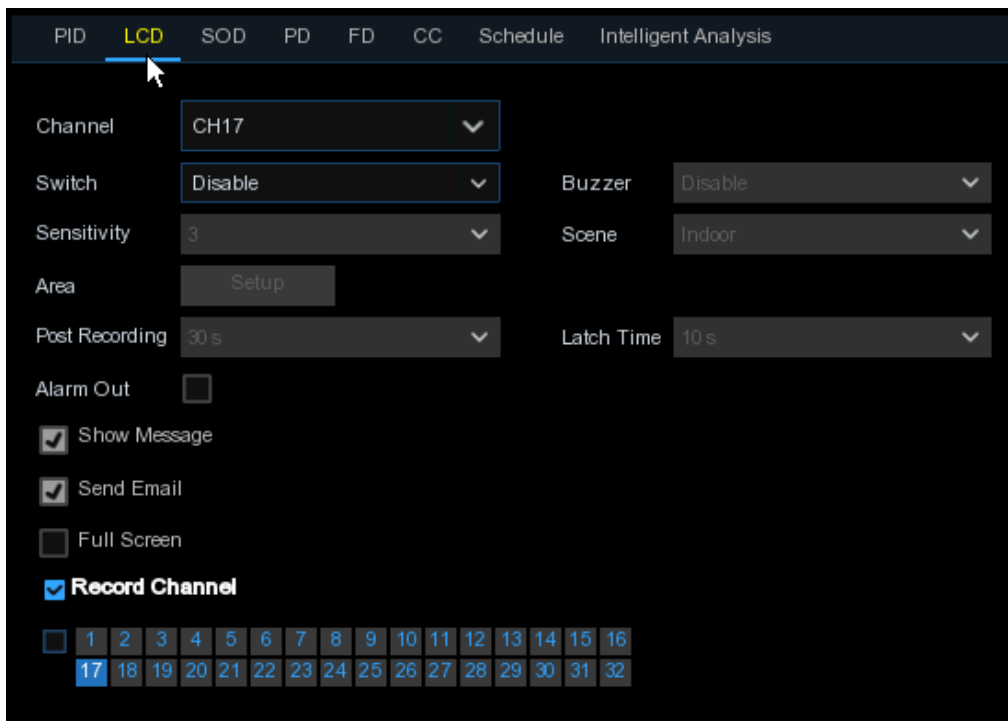 PID LCD SOD PD FD CC Schedule Intelligent Analysis
Channel CH17
Switch Disable Buzzer Disable
Sensitivity 3 Scene Indoor
Area Setup
Post Recording 30 s Latch Time 10 s
Alarm Out
Show Message
Send Email
Full Screen
Record Channel
1 2 3 4 5 6 7 8 9 10 11 12 13 14 15 16
17 18 19 20 21 22 23 24 25 26 27 28 29 30 31 32